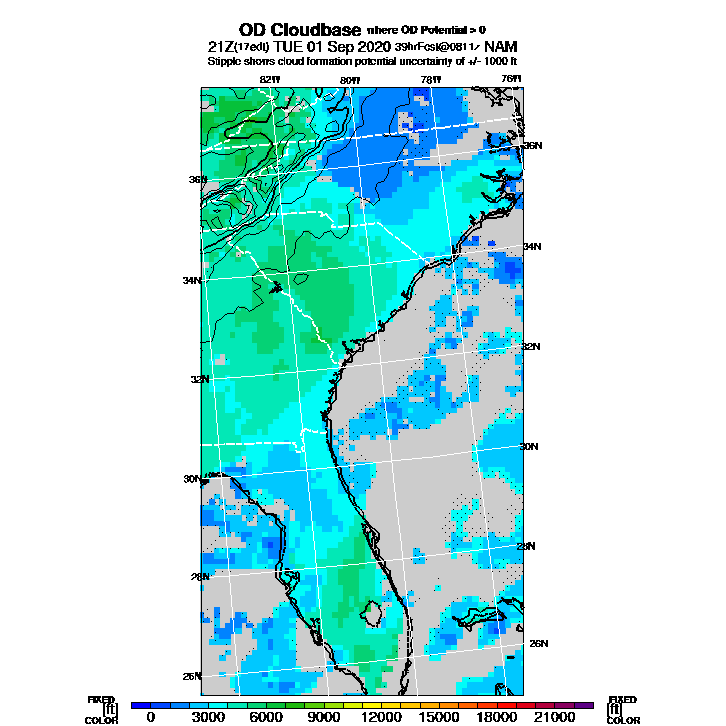 OD Cloudbase where OD Potential > 0
21Z(17edt) TUE 01 Sep 2020 39hrFcst@0811z NAM
Stipple shows cloud formation potential uncertainty of +/- 1000 ft
82W 80W 78W 76W
36N
36N
34N
34N
32N
32N
30N
30N
28N
28N
26N
26N
FIXED FIXED
[ft] [ft]
COLOR 0 3000 6000 9000 12000 15000 18000 21000 COLOR